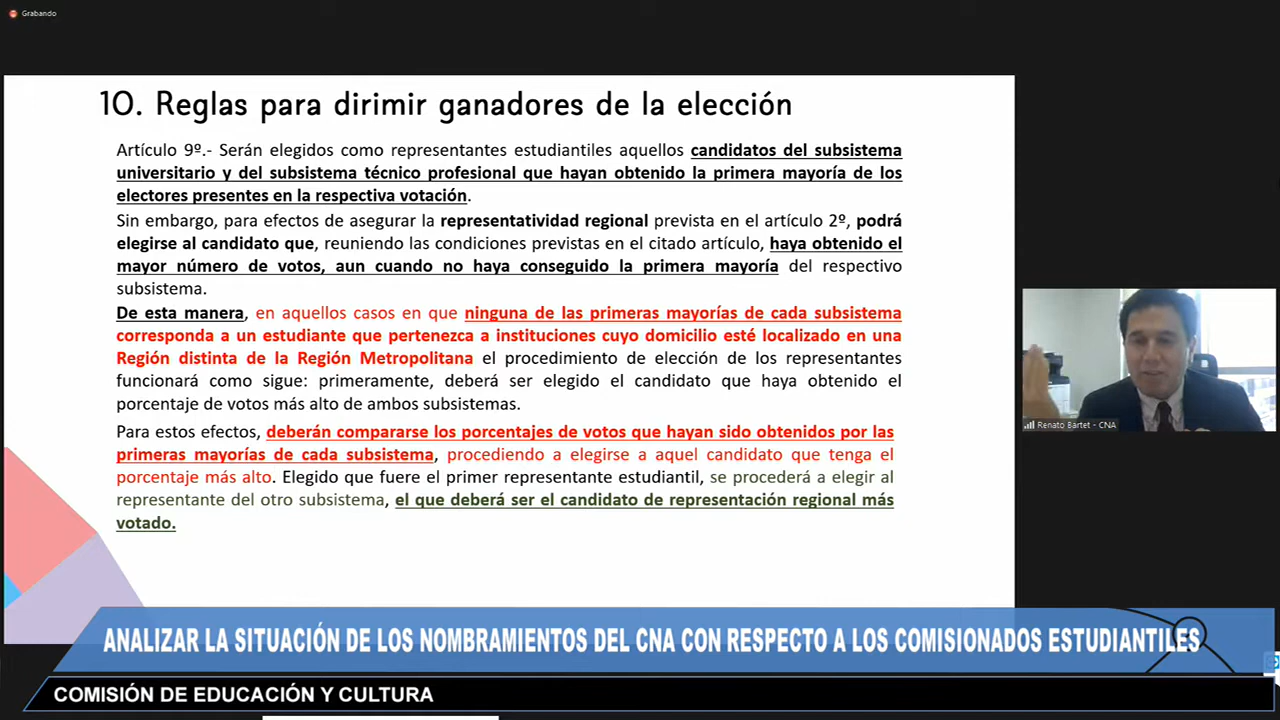 Grabando
10. Reglas para dirimir ganadores de la elección
Artículo 9º.- Serán elegidos como representantes estudiantiles aquellos candidatos del subsistema
universitario y del subsistema técnico profesional que hayan obtenido la primera mayoría de los
electores presentes en la respectiva votación.
Sin embargo, para efectos de asegurar la representatividad regional prevista en el artículo 2º, podrá
elegirse al candidato que, reuniendo las condiciones previstas en el citado artículo, haya obtenido el
mayor número de votos, aun cuando no haya conseguido la primera mayoría del respectivo
subsistema.
De esta manera, en aquellos casos en que ninguna de las primeras mayorías de cada subsistema
corresponda a un estudiante que pertenezca a instituciones cuyo domicilio esté localizado en una
Región distinta de la Región Metropolitana el procedimiento de elección de los representantes
funcionará como sigue: primeramente, deberá ser elegido el candidato que haya obtenido el
porcentaje de votos más alto de ambos subsistemas.
Para estos efectos, deberán compararse los porcentajes de votos que hayan sido obtenidos por las
primeras mayorías de cada subsistema, procediendo a elegirse a aquel candidato que tenga el
porcentaje más alto. Elegido que fuere el primer representante estudiantil, se procederá a elegir al
representante del otro subsistema, el que deberá ser el candidato de representación regional más
votado.
Renato Bartet - CNA
ANALIZAR LA SITUACIÓN DE LOS NOMBRAMIENTOS DEL CNA CON RESPECTO A LOS COMISIONADOS ESTUDIANTILES
COMISIÓN DE EDUCACIÓN Y CULTURA